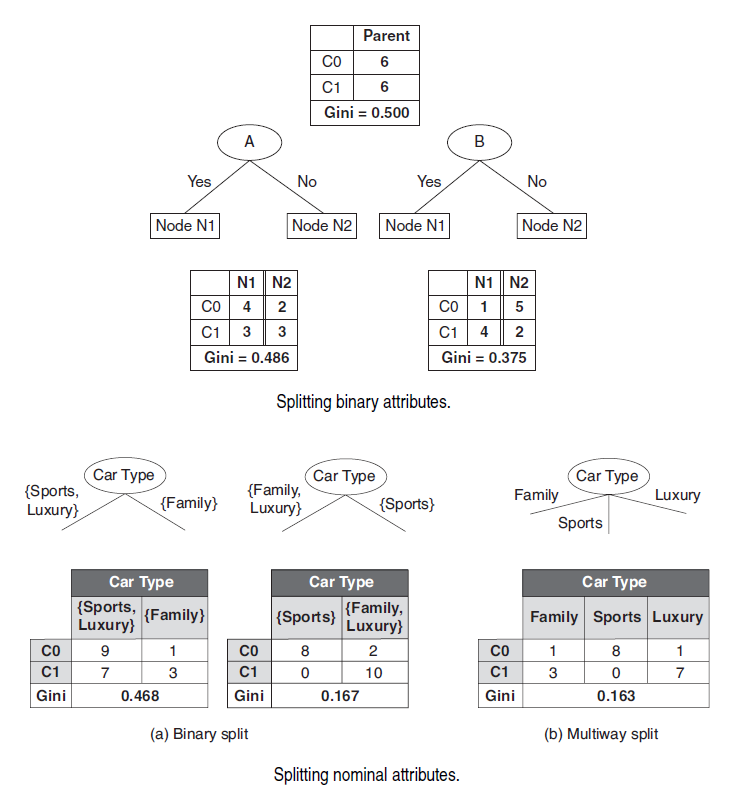 Parent
C0 6
C1 6
Gini = 0.500
A
B
Yes No Yes No
Node N1 Node N2 Node N1 Node N2
N1 N2
C0 4 2
C1 3 3
Gini = 0.486
N1 N2
C0 1 5
C1 4 2
Gini = 0.375
Splitting binary attributes.
Car Type
{Sports,
Luxury}
{Family}
Car Type
{Family,
Luxury}
{Sports}
Car Type
Family
Luxury
Sports
Car Type
{Sports,
Luxury}
{Family}
C0 9 1
C1 7 3
Gini 0.468
Car Type
{Sports}
{Family,
Luxury}
C0 8 2
C1 0 10
Gini 0.167
Car Type
Family Sports Luxury
C0 1 8 1
C1 3 0 7
Gini 0.163
(a) Binary split
(b) Multiway split
Splitting nominal attributes.